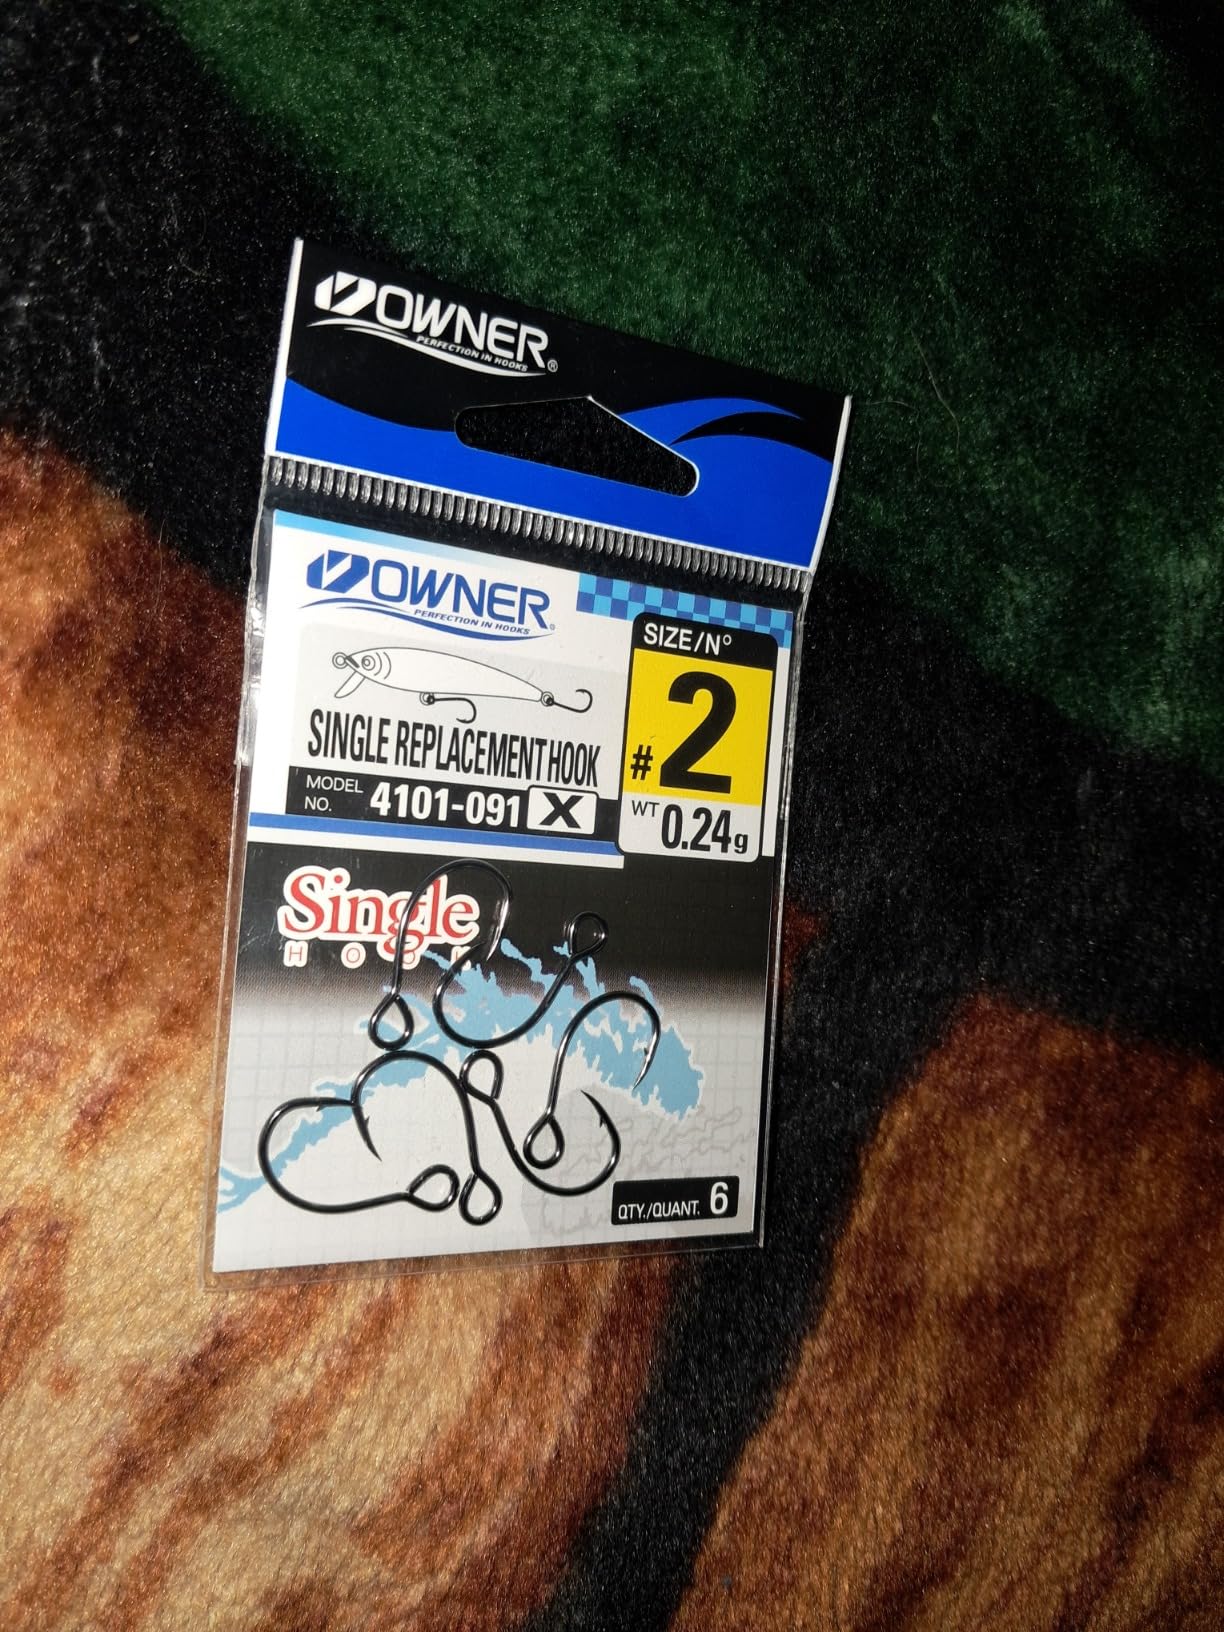 OWNER
PERFECTION IN HOOKS ®
OWNER
PERFECTION IN HOOKS ®
SIZE/N°
#2
WT 0.24g
SINGLE REPLACEMENT HOOK
MODEL NO. 4101-091 X
Single
HOOK
QTY./QUANT. 6